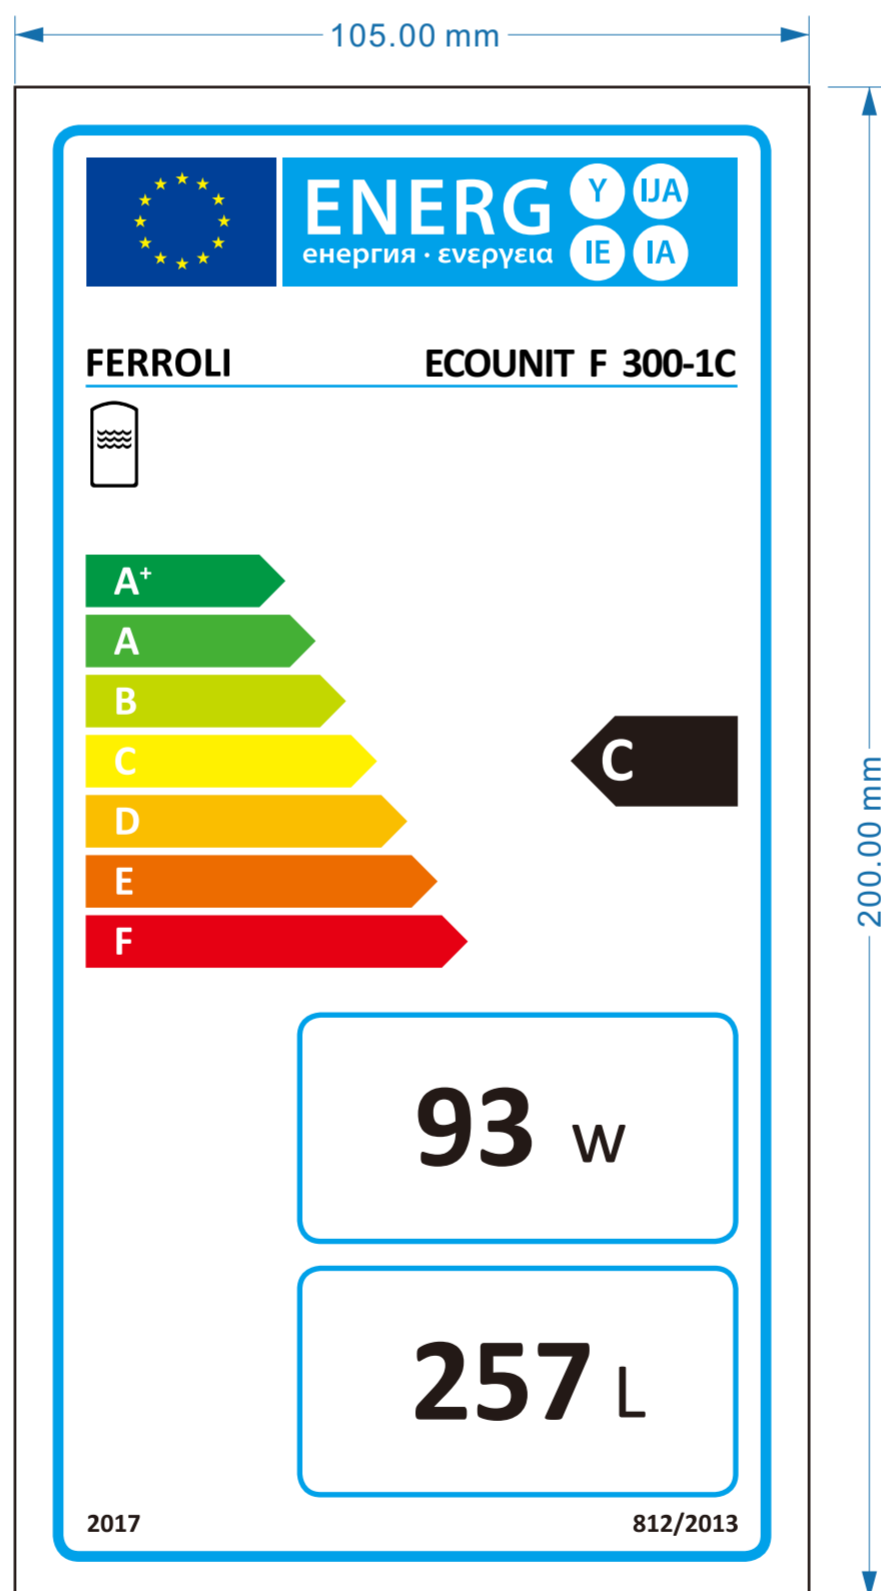 105.00 mm
ENERG Y IJA
енергия · ενεργεια IE IA
FERROLI ECOUNIT F 300-1C
A+
A
B
C
C
D
E
F
200.00 mm
93 W
257 L
2017 812/2013